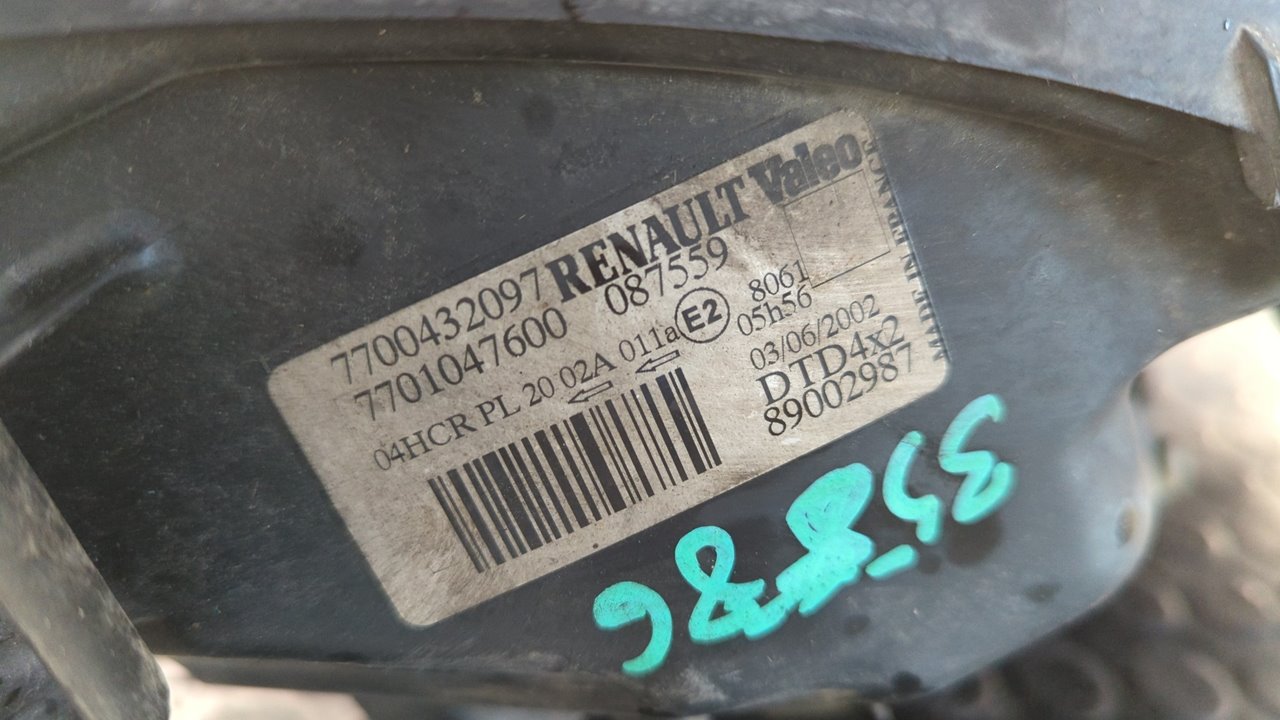 7700432097 RENAULT Valeo
7701047600 087559
04HCR PL 20 02A 011a E2 8061
05h56
03/06/2002
DTD4x2
89002987
MADE IN FRANCE